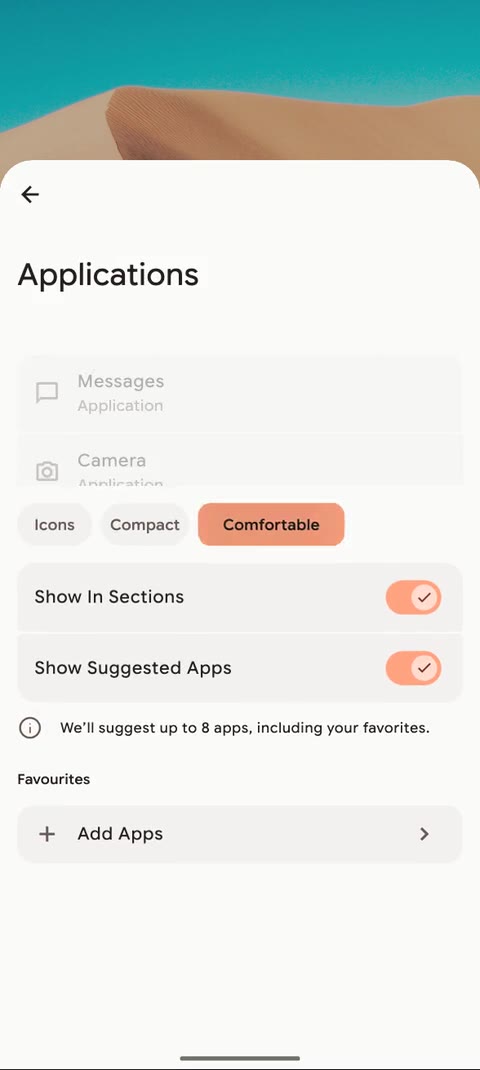 Applications
Messages
Application
Camera
Application
Icons
Compact
Comfortable
Show In Sections
Show Suggested Apps
We'll suggest up to 8 apps, including your favorites.
Favourites
Add Apps